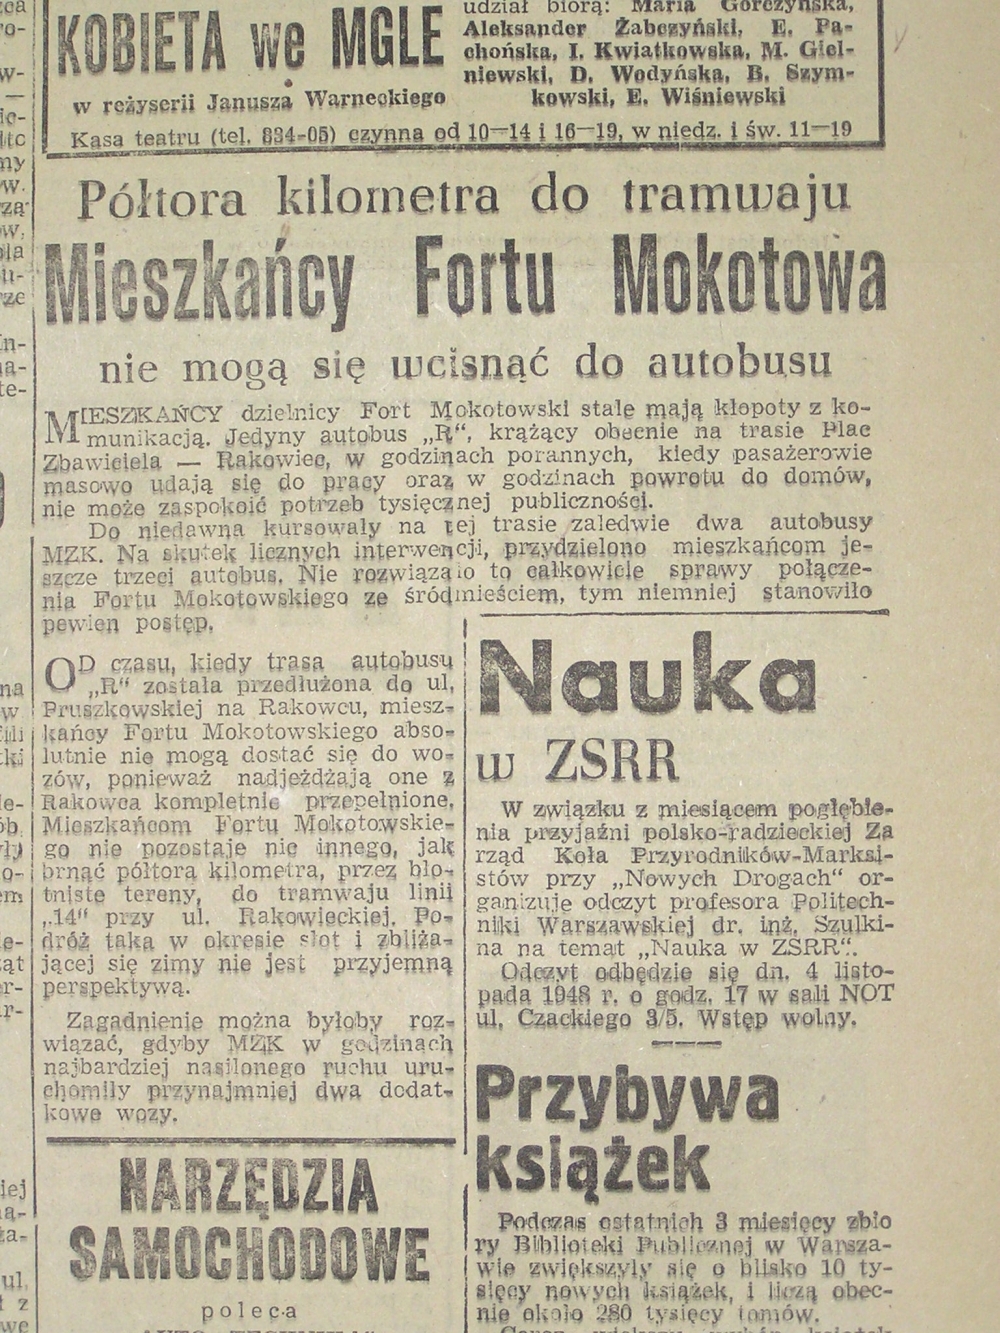 KOBIETA we MGLE
w reżyserii Janusza Warneckiego
udział biorą: Maria Gorczyńska,
Aleksander Żabczyński, E. Pa-
chońska, I. Kwiatkowska, M. Giel-
niewski, D. Wodyńska, B. Szym-
kowski, E. Wiśniewski
Kasa teatru (tel. 834-05) czynna od 10—14 i 16—19, w niedz. i św. 11—19
Półtora kilometra do tramwaju
Mieszkańcy Fortu Mokotowa
nie mogą się wcisnąć do autobusu
MIESZKAŃCY dzielnicy Fort Mokotowski stale mają kłopoty z ko-
munikacją. Jedyny autobus „R“, krążący obecnie na trasie Plac
Zbawiciela — Rakowiec, w godzinach porannych, kiedy pasażerowie
masowo udają się do pracy oraz w godzinach powrotu do domów,
nie może zaspokoić potrzeb tysięcznej publiczności.
Do niedawna kursowały na tej trasie zaledwie dwa autobusy
MZK. Na skutek licznych interwencji, przydzielono mieszkańcom je-
szcze trzeci autobus. Nie rozwiązało to całkowicie sprawy połącze-
nia Fortu Mokotowskiego ze śródmieściem, tym niemniej stanowiło
pewien postęp.
OD czasu, kiedy trasa autobusu
„R“ została przedłużona do ul.
Pruszkowskiej na Rakowcu, miesz-
kańcy Fortu Mokotowskiego abso-
lutnie nie mogą dostać się do wo-
zów, ponieważ nadjeżdżają one z
Rakowca kompletnie przepełnione.
Mieszkańcom Fortu Mokotowskie-
go nie pozostaje nic innego, jak
brnąć półtora kilometra, przez bło-
tniste tereny, do tramwaju linii
„14“ przy ul. Rakowieckiej. Po-
dróż taka w okresie słot i zbliża-
jącej się zimy nie jest przyjemną
perspektywą.
Zagadnienie można byłoby roz-
wiązać, gdyby MZK w godzinach
najbardziej nasilonego ruchu uru-
chomiły przynajmniej dwa dodat-
kowe wozy.
NARZĘDZIA
SAMOCHODOWE
poleca
Nauka
w ZSRR
W związku z miesiącem pogłębie-
nia przyjaźni polsko-radzieckiej Za
rząd Koła Przyrodników-Marksi-
stów przy „Nowych Drogach“ or-
ganizuje odczyt profesora Politech-
niki Warszawskiej dr. inż. Szulki-
na na temat „Nauka w ZSRR“.
Odczyt odbędzie się dn. 4 listo-
pada 1948 r. o godz. 17 w sali NOT
ul. Czackiego 3/5. Wstęp wolny.
Przybywa
książek
Podczas ostatnich 3 miesięcy zbio
ry Biblioteki Publicznej w Warsza-
wie zwiększyły się o blisko 10 ty-
sięcy nowych książek, i liczą obec-
nie około 280 tysięcy tomów.